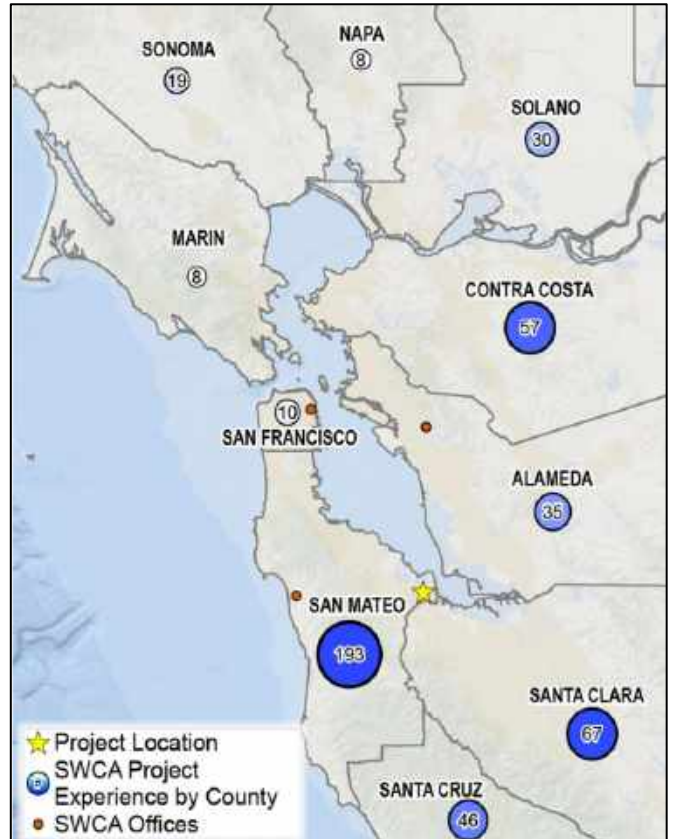 NAPA
8
SONOMA
19
SOLANO
30
MARIN
8
CONTRA COSTA
57
10
SAN FRANCISCO
ALAMEDA
35
SAN MATEO
193
SANTA CLARA
67
SANTA CRUZ
46
Project Location
SWCA Project
Experience by County
SWCA Offices